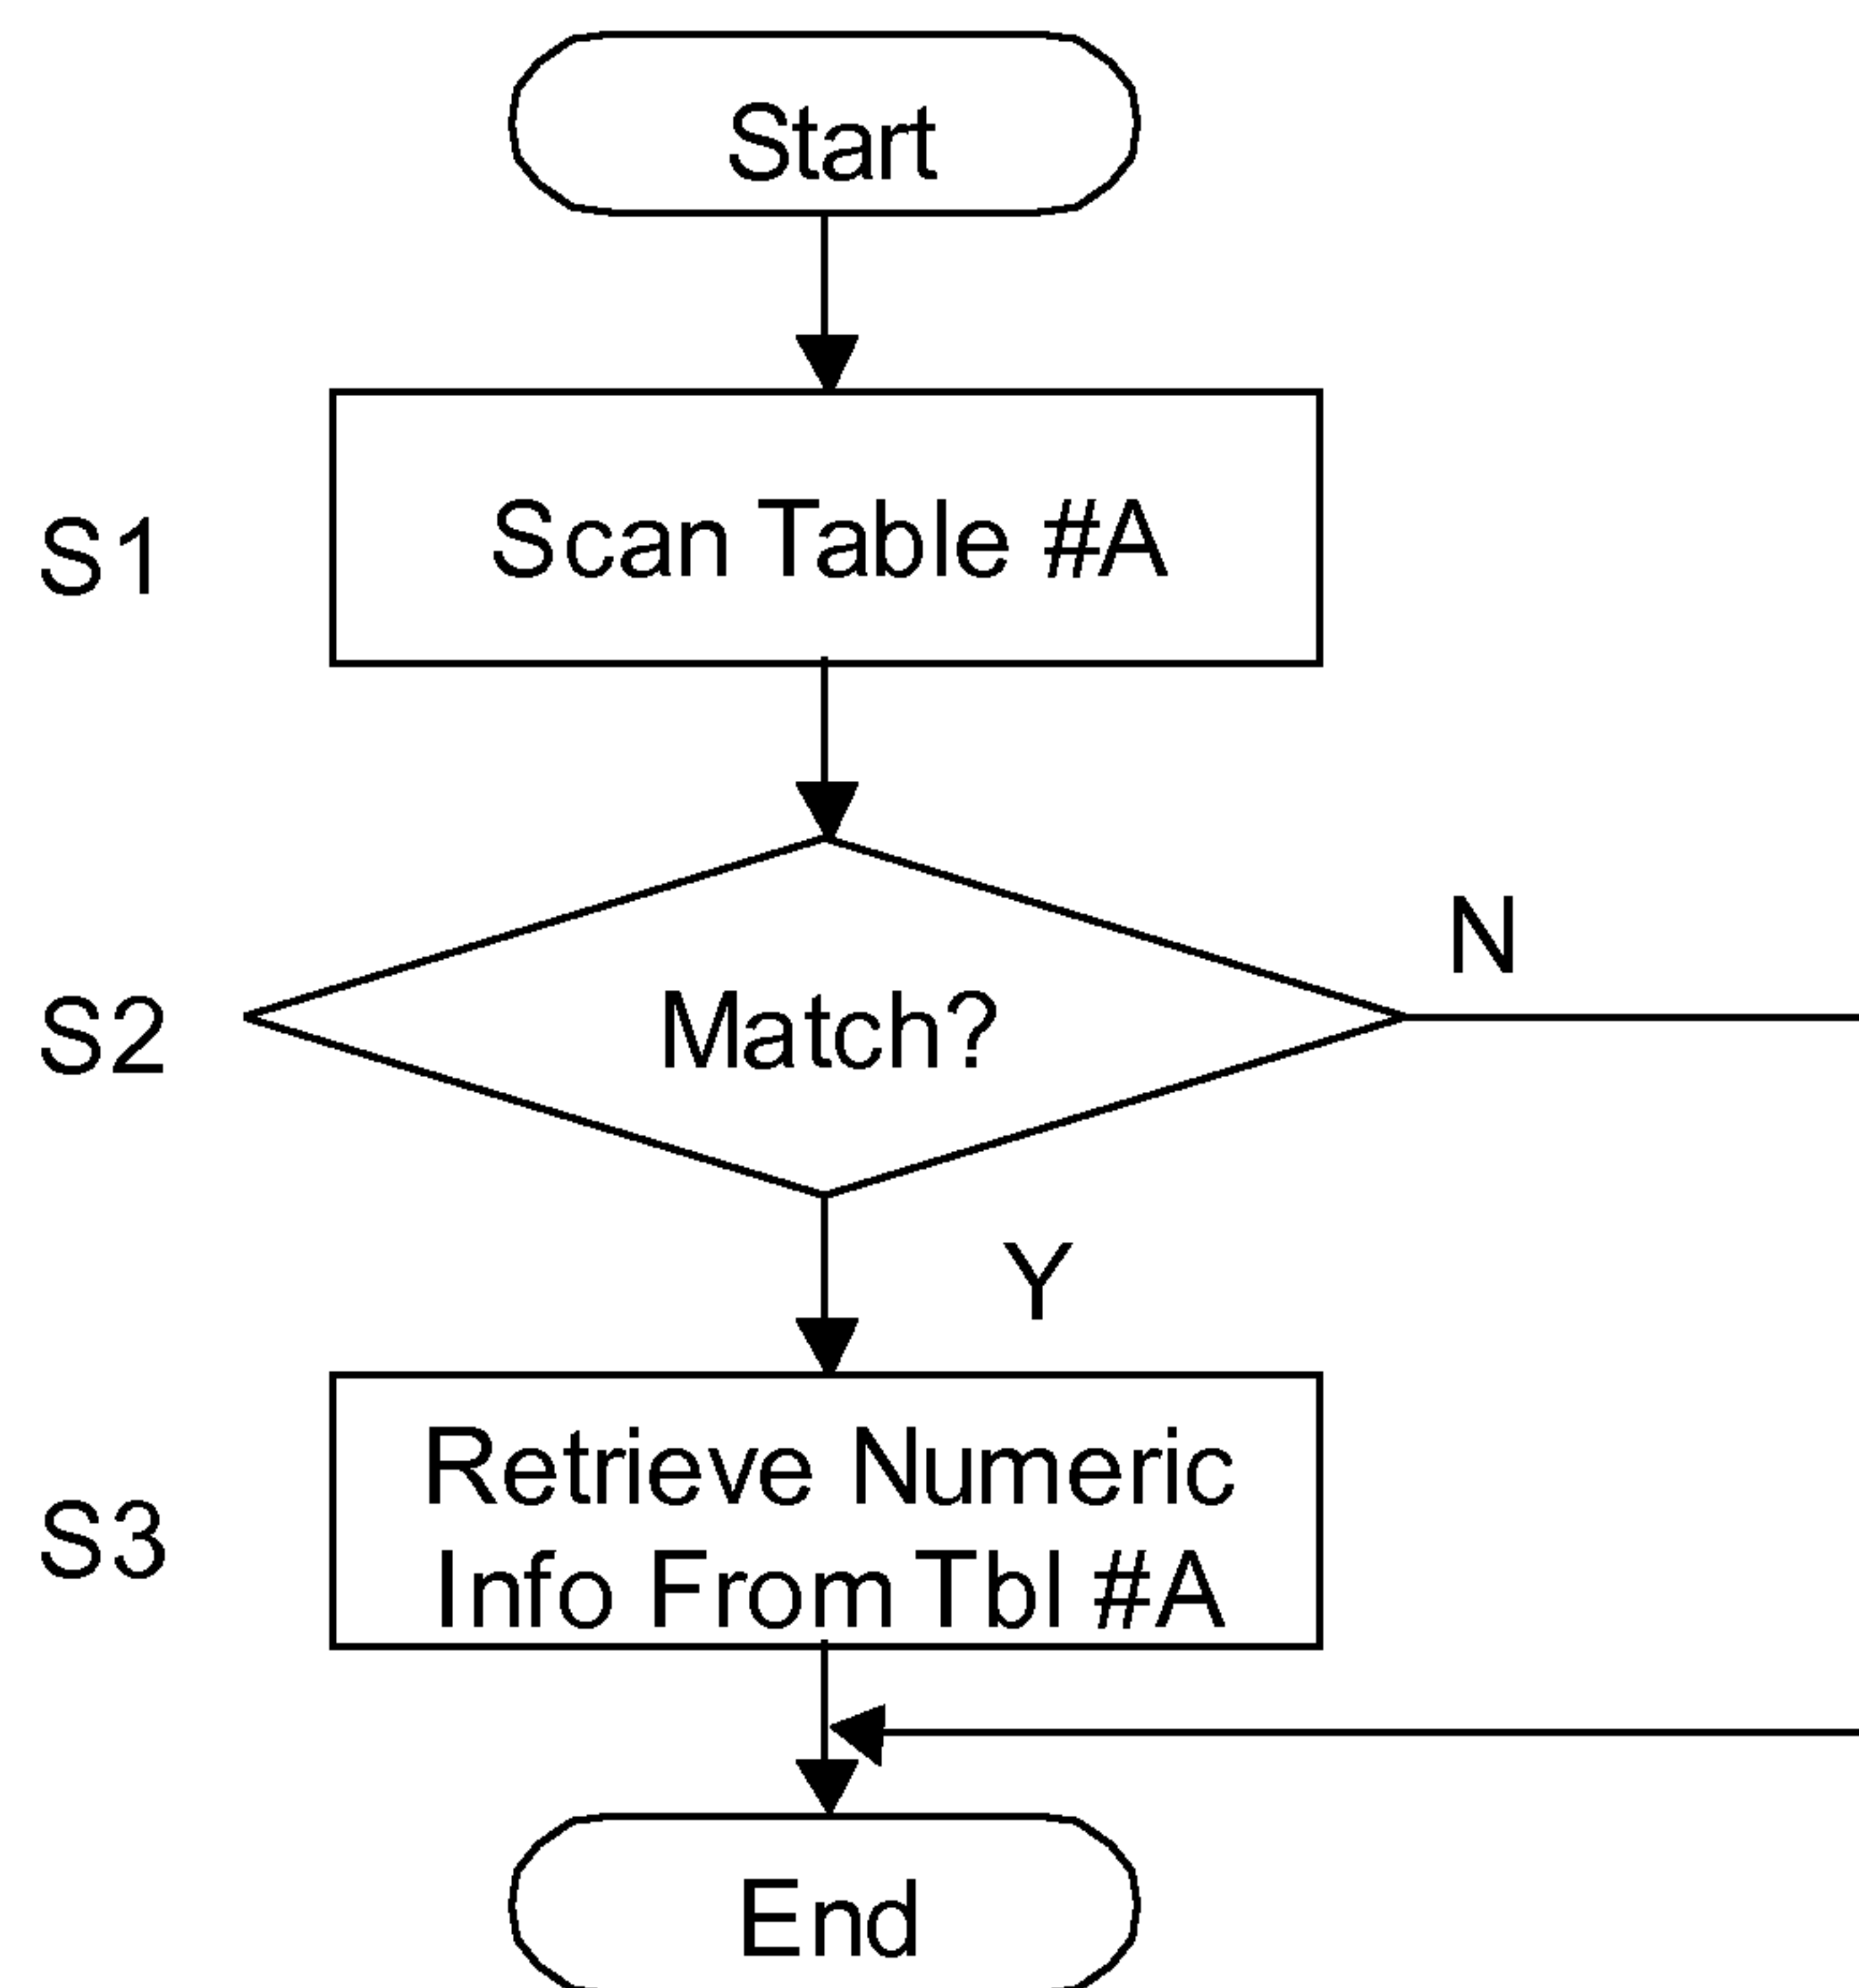 Start
S1
Scan Table #A
N
S2
Match?
Y
Retrieve Numeric
S3
Info From Tbl #A
End